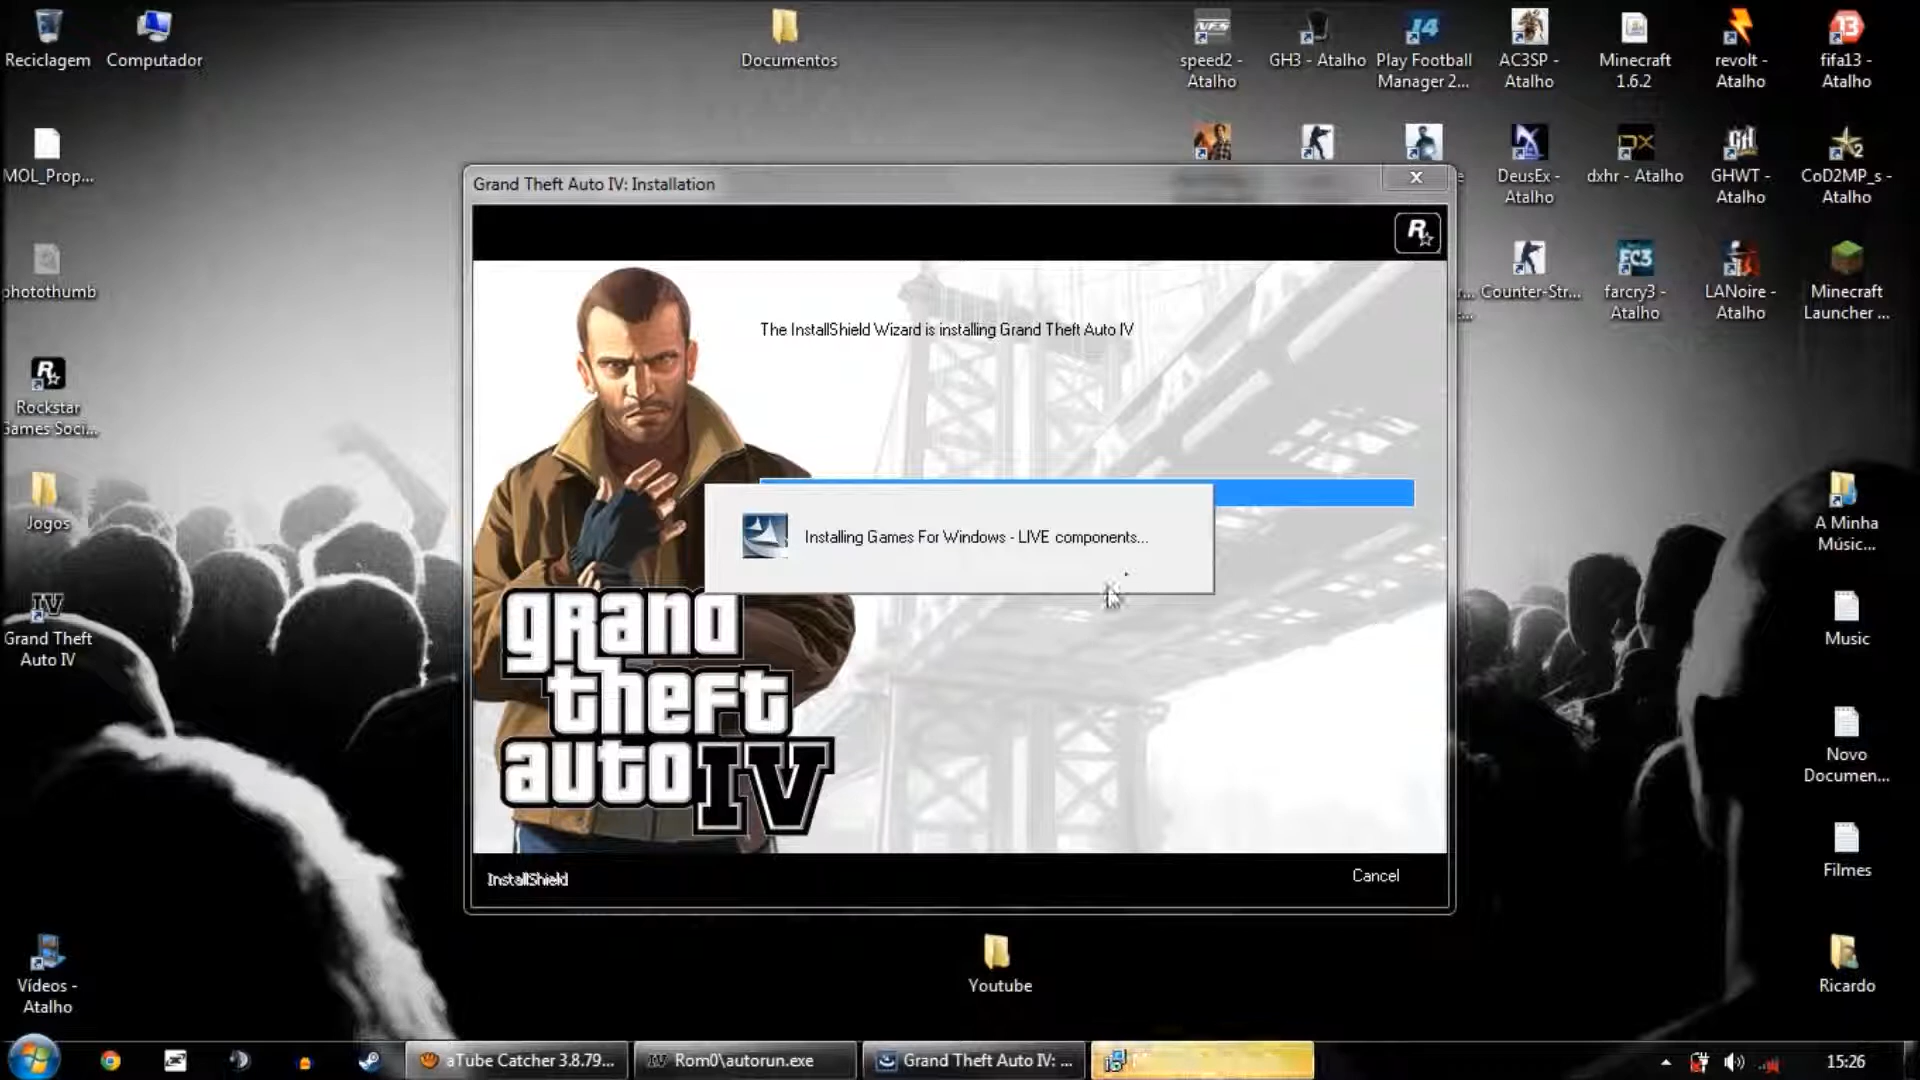 Reciclagem
Computador
Documentos
speed2 -
Atalho
GH3 - Atalho
Play Football
Manager 2...
AC3SP -
Atalho
Minecraft
1.6.2
revolt -
Atalho
fifa13 -
Atalho
MOL_Prop...
DeusEx -
Atalho
dxhr - Atalho
GHWT -
Atalho
CoD2MP_s -
Atalho
photothumb
Counter-Str...
farcry3 -
Atalho
LANoire -
Atalho
Minecraft
Launcher ...
Rockstar
Games Soci...
Jogos
Grand Theft
Auto IV
Vídeos -
Atalho
Grand Theft Auto IV: Installation
The InstallShield Wizard is installing Grand Theft Auto IV
Installing Games For Windows - LIVE components...
grand
theft
auto IV
InstallShield
Cancel
A Minha
Músic...
Music
Novo
Documen...
Filmes
Youtube
Ricardo
aTube Catcher 3.8.79...
Rom0\autorun.exe
Grand Theft Auto IV: ...
15:26